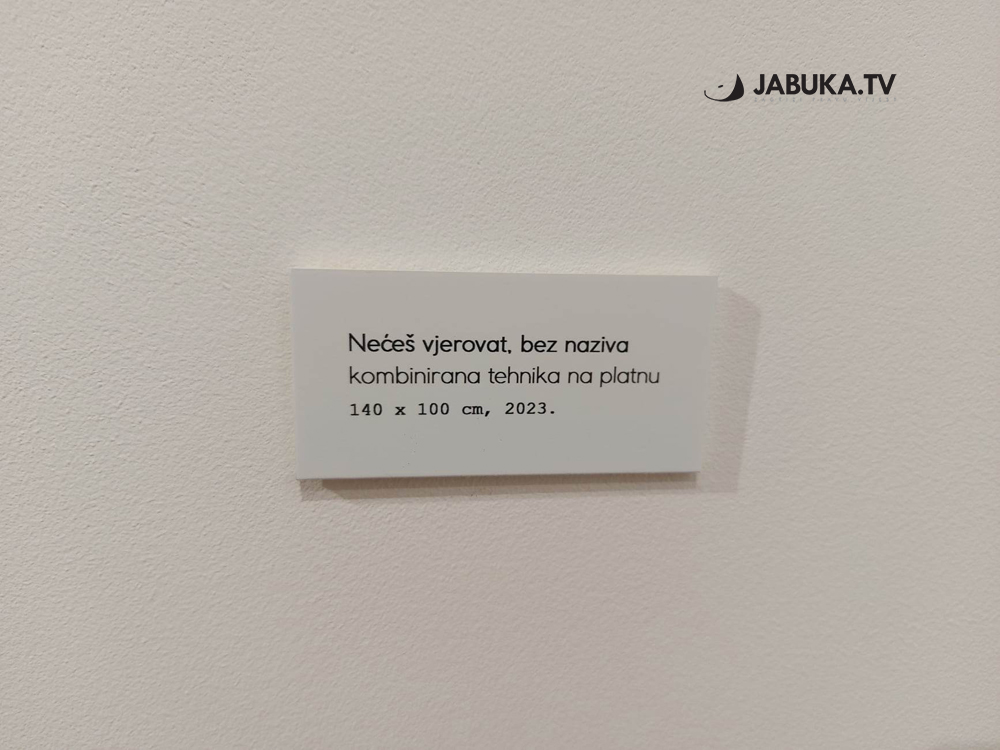 JABUKA.TV
Nećeš vjerovat, bez naziva
kombinirana tehnika na platnu
140 x 100 cm, 2023.